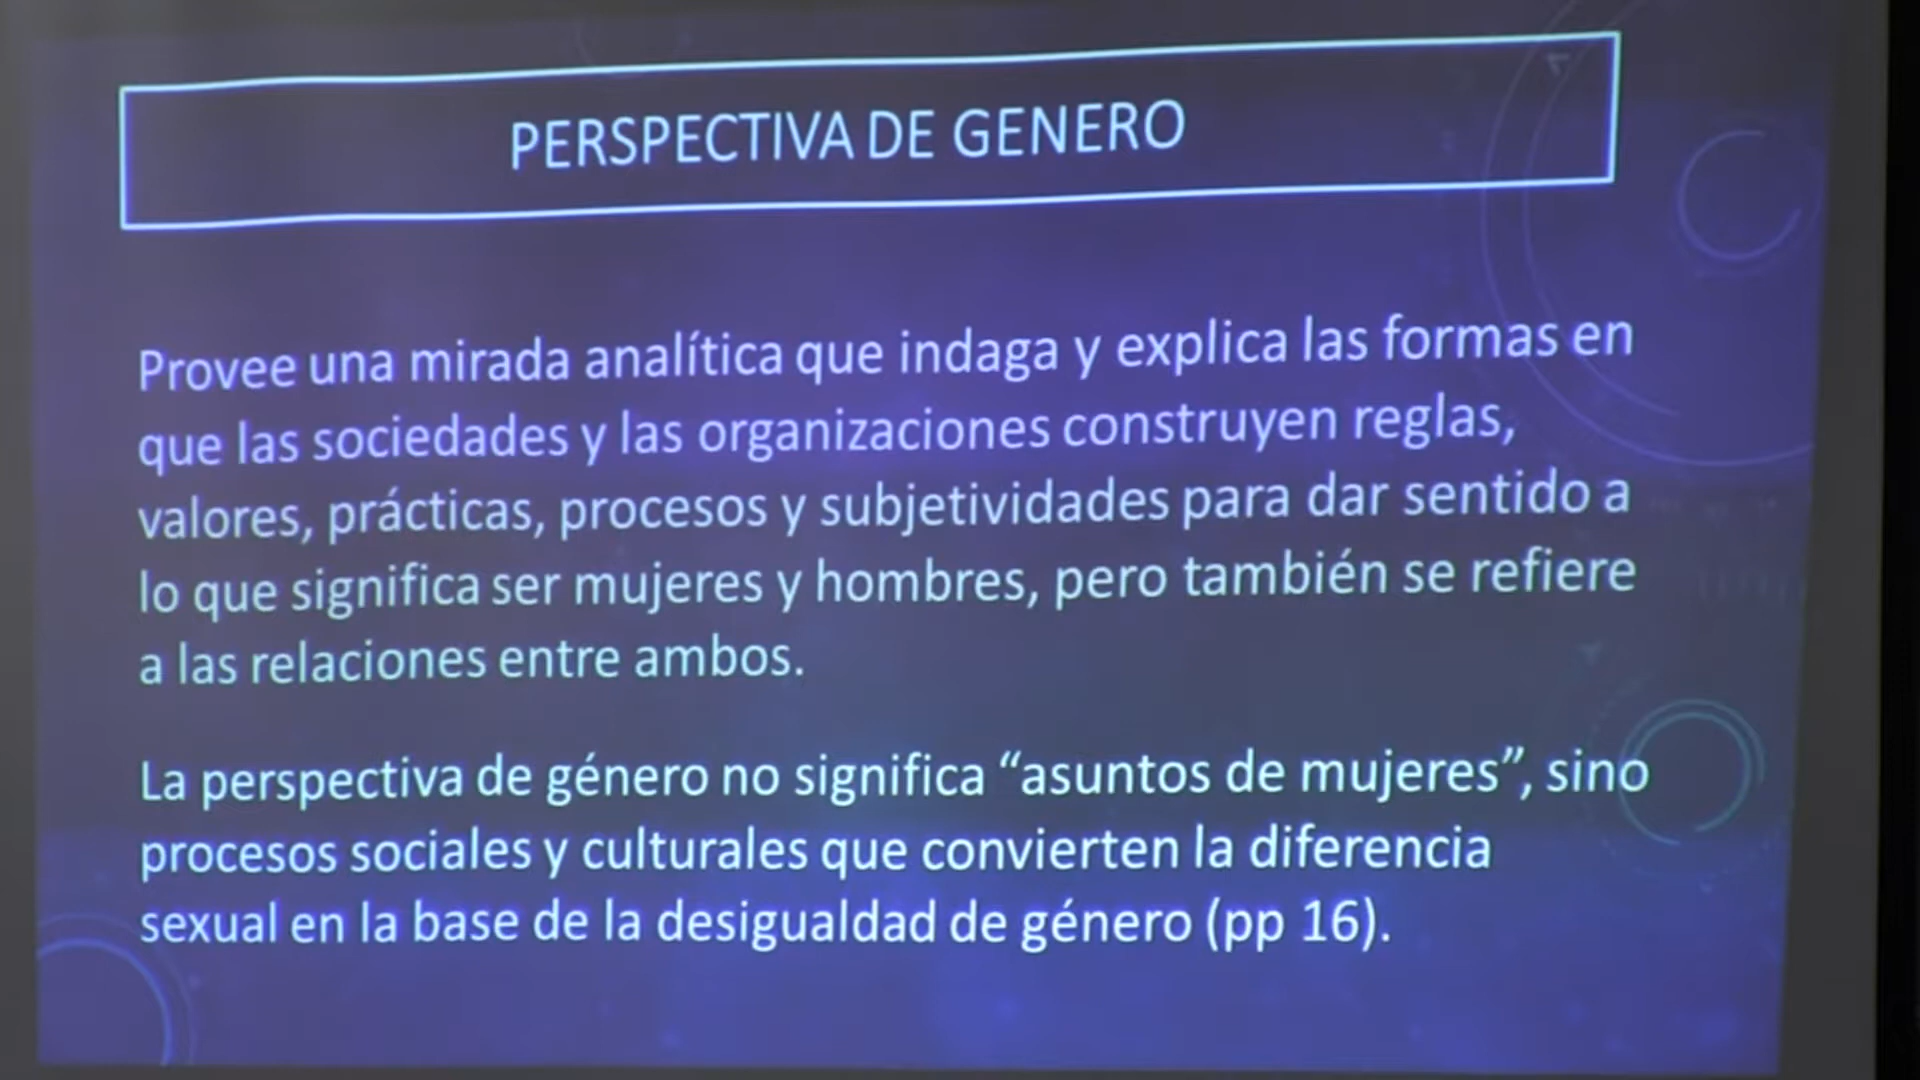 PERSPECTIVA DE GENERO
Provee una mirada analítica que indaga y explica las formas en
que las sociedades y las organizaciones construyen reglas,
valores, prácticas, procesos y subjetividades para dar sentido a
lo que significa ser mujeres y hombres, pero también se refiere
a las relaciones entre ambos.
La perspectiva de género no significa “asuntos de mujeres”, sino
procesos sociales y culturales que convierten la diferencia
sexual en la base de la desigualdad de género (pp 16).